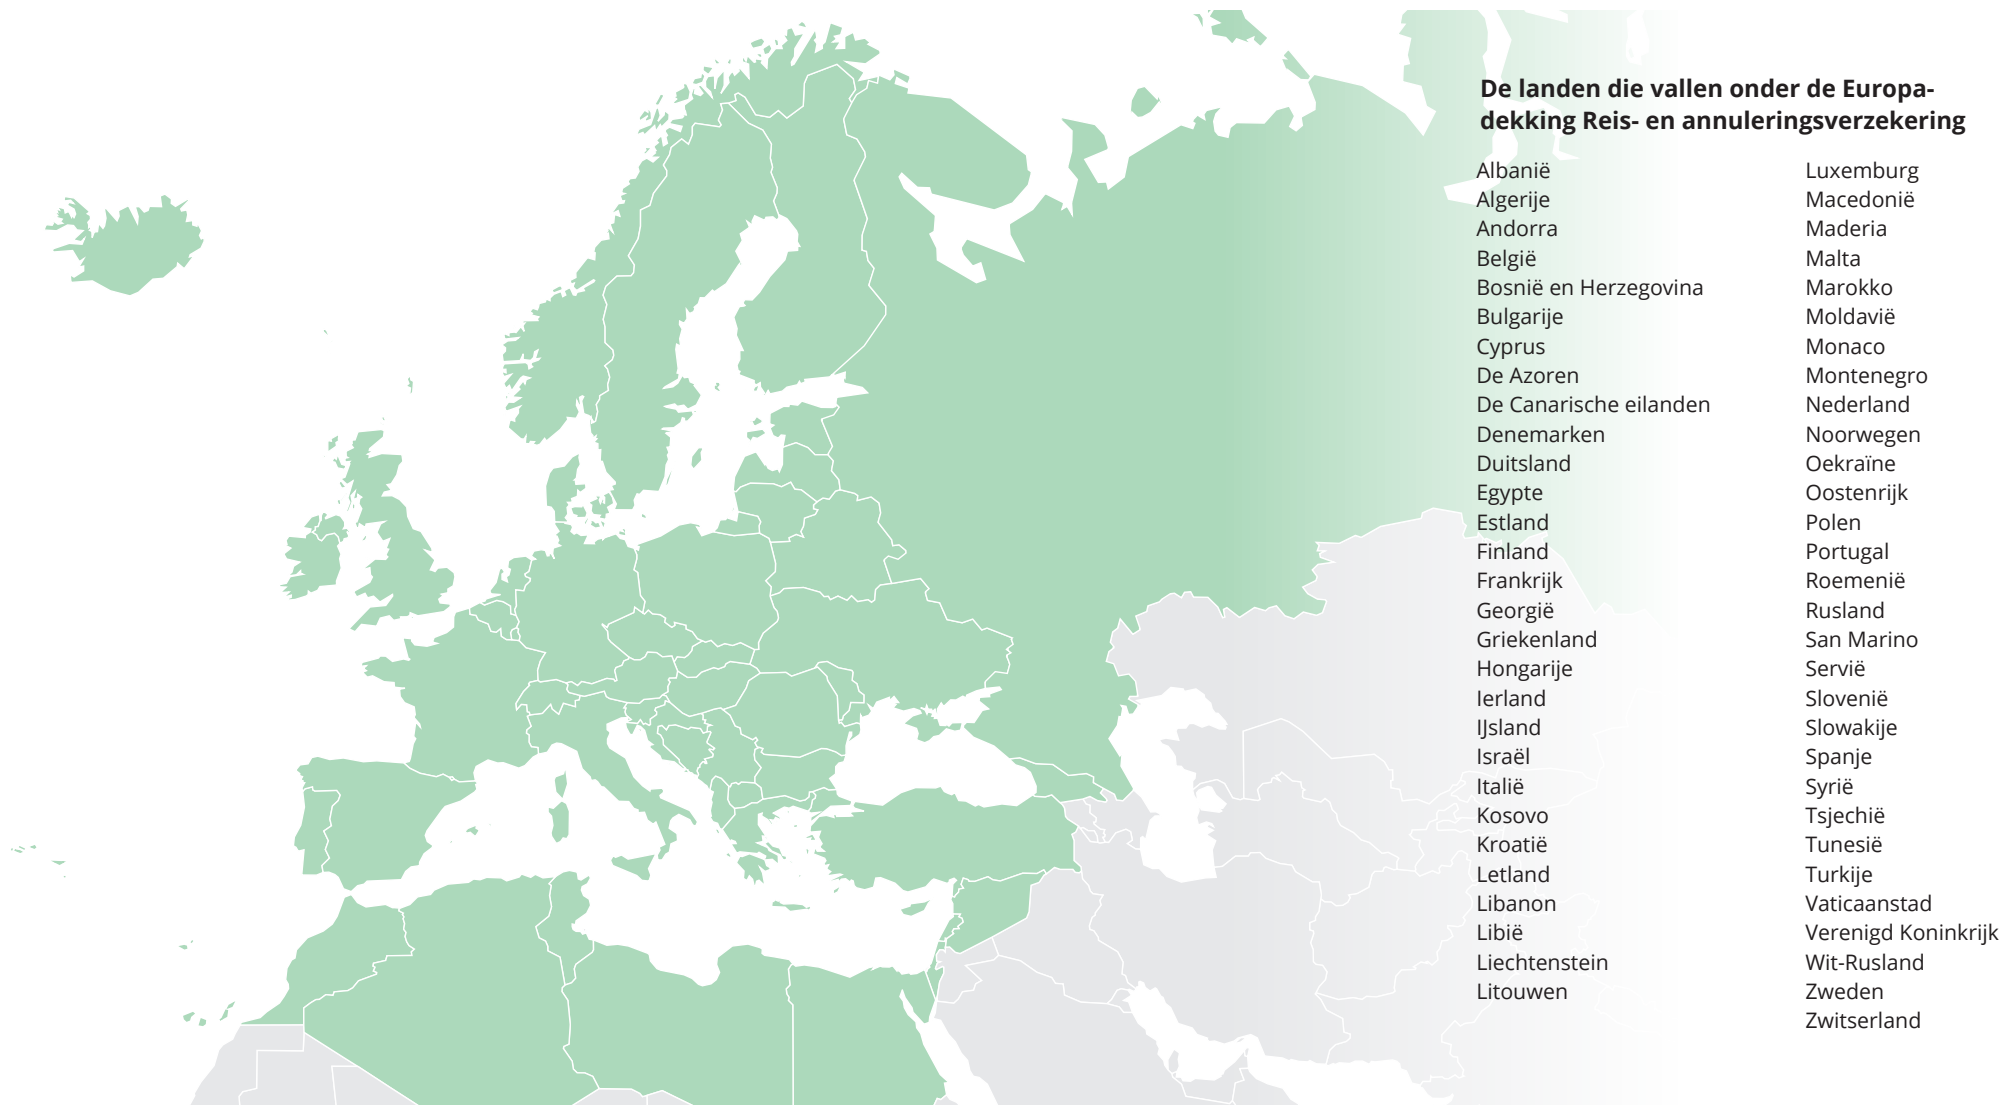 De landen die vallen onder de Europa-
dekking Reis- en annuleringsverzekering
Albanië
Algerije
Andorra
België
Bosnië en Herzegovina
Bulgarije
Cyprus
De Azoren
De Canarische eilanden
Denemarken
Duitsland
Egypte
Estland
Finland
Frankrijk
Georgië
Griekenland
Hongarije
Ierland
IJsland
Israël
Italië
Kosovo
Kroatië
Letland
Libanon
Libië
Liechtenstein
Litouwen
Luxemburg
Macedonië
Maderia
Malta
Marokko
Moldavië
Monaco
Montenegro
Nederland
Noorwegen
Oekraïne
Oostenrijk
Polen
Portugal
Roemenië
Rusland
San Marino
Servië
Slovenië
Slowakije
Spanje
Syrië
Tsjechië
Tunesië
Turkije
Vaticaanstad
Verenigd Koninkrijk
Wit-Rusland
Zweden
Zwitserland